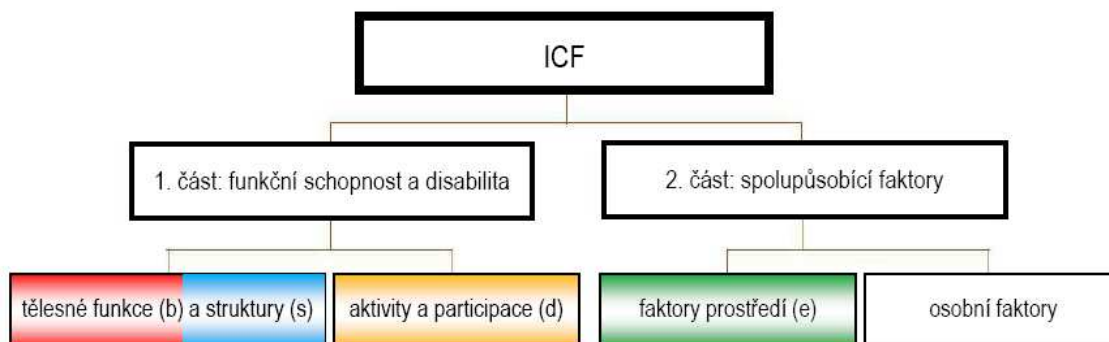 ICF
1. část: funkční schopnost a disabilita
2. část: spolupůsobící faktory
tělesné funkce (b) a struktury (s)
aktivity a participace (d)
faktory prostředí (e)
osobní faktory